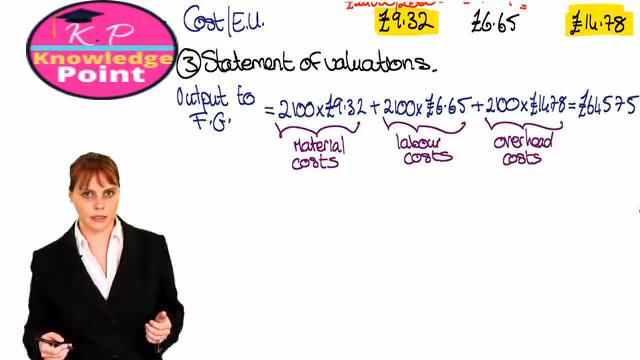 Cost/E.U. £9.32 £6.65 £14.78
K.P
Knowledge
Point
③ Statement of valuations.
Output to
F.G. = 2100 x £9.32 + 2100 x £6.65 + 2100 x £14.78 = £64575
Material costs
labour costs
overhead costs